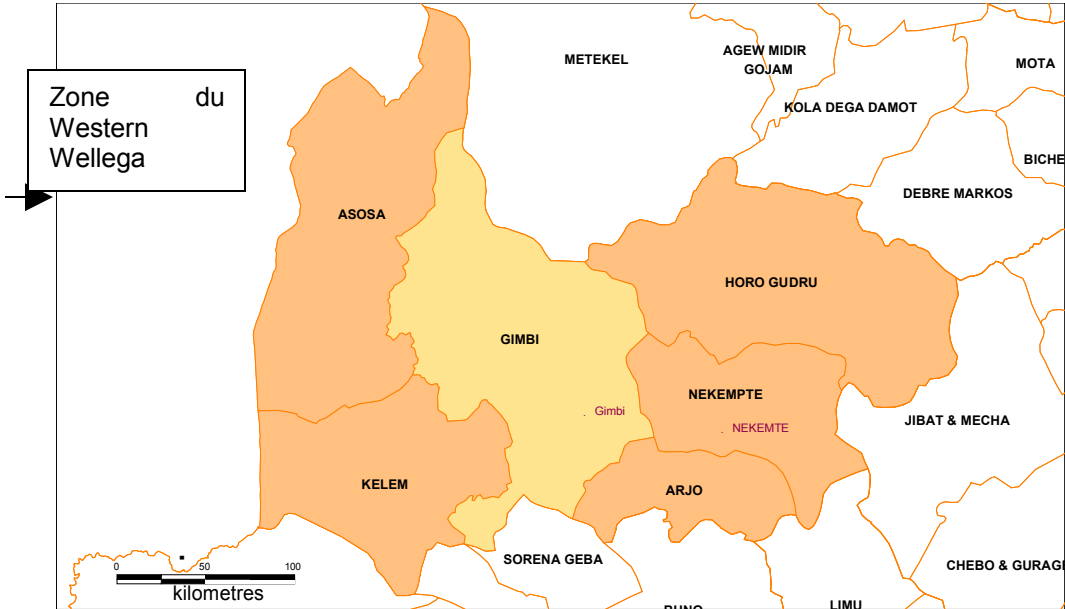 Zone du
Western
Wellega
METEKEL
AGEW MIDIR
GOJAM
MOTA
KOLA DEGA DAMOT
BICHE
DEBRE MARKOS
ASOSA
HORO GUDRU
GIMBI
NEKEMPTE
Gimbi
NEKEMTE
JIBAT & MECHA
KELEM
ARJO
SORENA GEBA
CHEBO & GURAGI
0 50 100
kilometres
LIMU